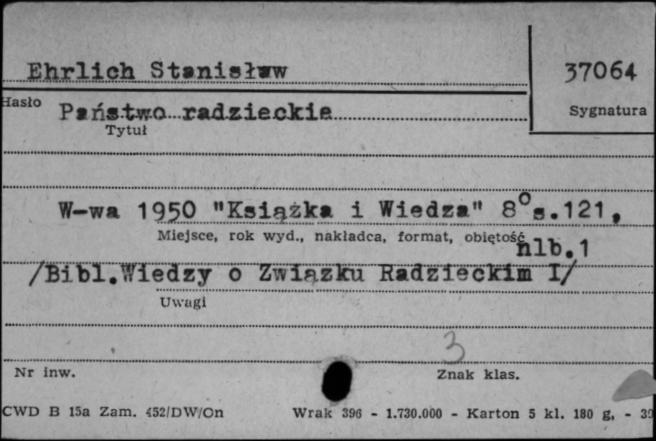 Ehrlich Stanisław
37064
Hasło
Państwo radzieckie
Sygnatura
Tytuł
W-wa 1950 "Książka i Wiedza" 8° s.121,
Miejsce, rok wyd., nakładca, format, objętość
nlb.1
/Bibl.Wiedzy o Związku Radzieckim I/
Uwagi
3
Nr inw.
Znak klas.
CWD B 15a Zam. 452/DW/On
Wrak 396 - 1.730.000 - Karton 5 kl. 180 g. - 39